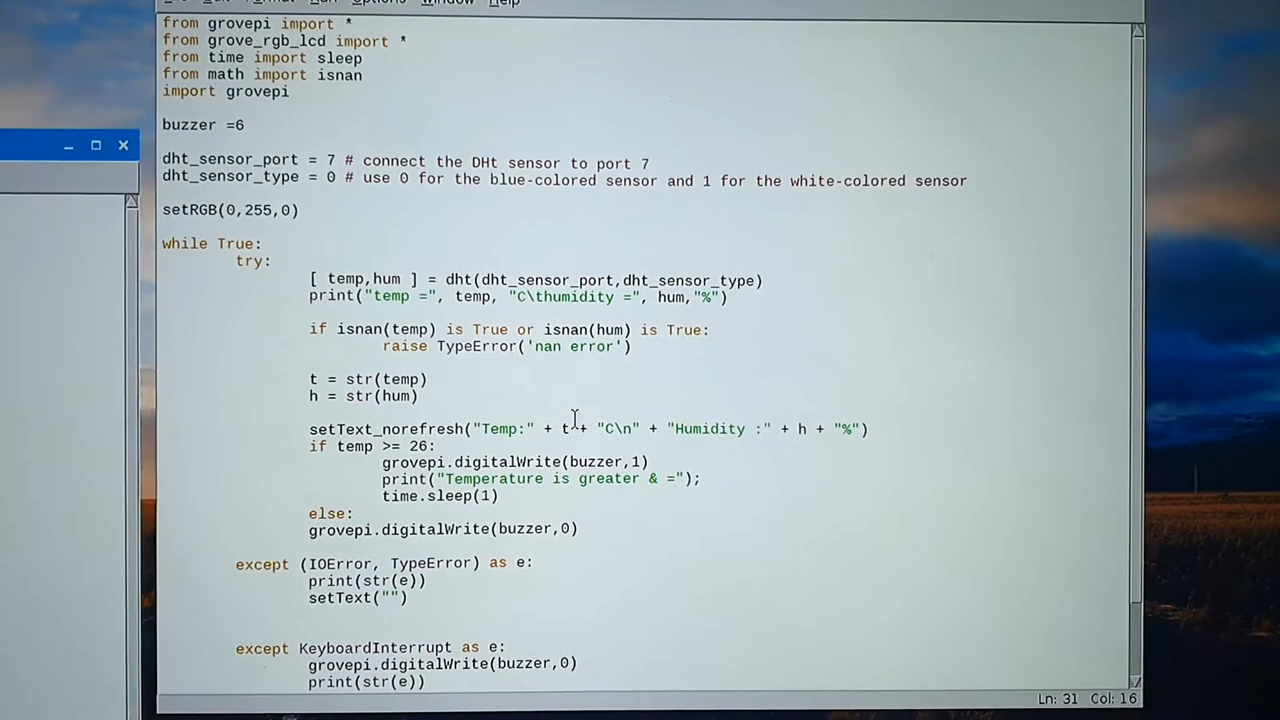 from grovepi import *
from grove_rgb_lcd import *
from time import sleep
from math import isnan
import grovepi
buzzer =6
dht_sensor_port = 7 # connect the DHt sensor to port 7
dht_sensor_type = 0 # use 0 for the blue-colored sensor and 1 for the white-colored sensor
setRGB(0,255,0)
while True:
try:
[ temp,hum ] = dht(dht_sensor_port,dht_sensor_type)
print("temp =", temp, "C\thumidity =", hum,"%")
if isnan(temp) is True or isnan(hum) is True:
raise TypeError('nan error')
t = str(temp)
h = str(hum)
setText_norefresh("Temp:" + t + "C\n" + "Humidity :" + h + "%")
if temp >= 26:
grovepi.digitalWrite(buzzer,1)
print("Temperature is greater & =");
time.sleep(1)
else:
grovepi.digitalWrite(buzzer,0)
except (IOError, TypeError) as e:
print(str(e))
setText("")
except KeyboardInterrupt as e:
grovepi.digitalWrite(buzzer,0)
print(str(e))
Ln: 31 Col: 16